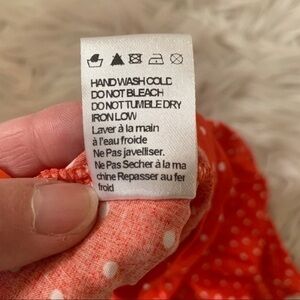 HAND WASH COLD
DO NOT BLEACH
DO NOT TUMBLE DRY
IRON LOW
Laver à la main
à l'eau froide
Ne Pas javelliser.
Ne Pas Secher à la ma
chine Repasser au fer
froid